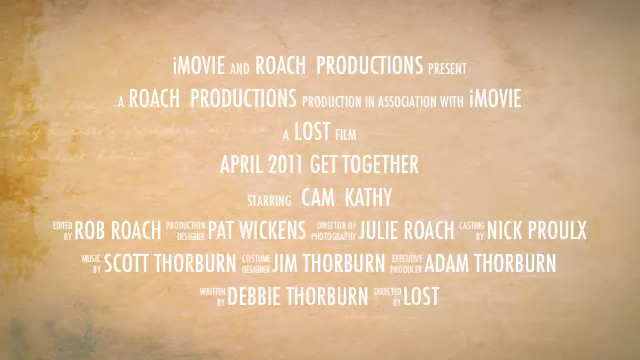 iMOVIE AND ROACH PRODUCTIONS PRESENT
A ROACH PRODUCTIONS PRODUCTION IN ASSOCIATION WITH iMOVIE
A LOST FILM
APRIL 2011 GET TOGETHER
STARRING CAM KATHY
EDITED BY ROB ROACH PRODUCTION DESIGNER PAT WICKENS DIRECTOR OF PHOTOGRAPHY JULIE ROACH CASTING BY NICK PROULX
MUSIC BY SCOTT THORBURN COSTUME DESIGNER JIM THORBURN EXECUTIVE PRODUCER ADAM THORBURN
WRITTEN BY DEBBIE THORBURN DIRECTED BY LOST